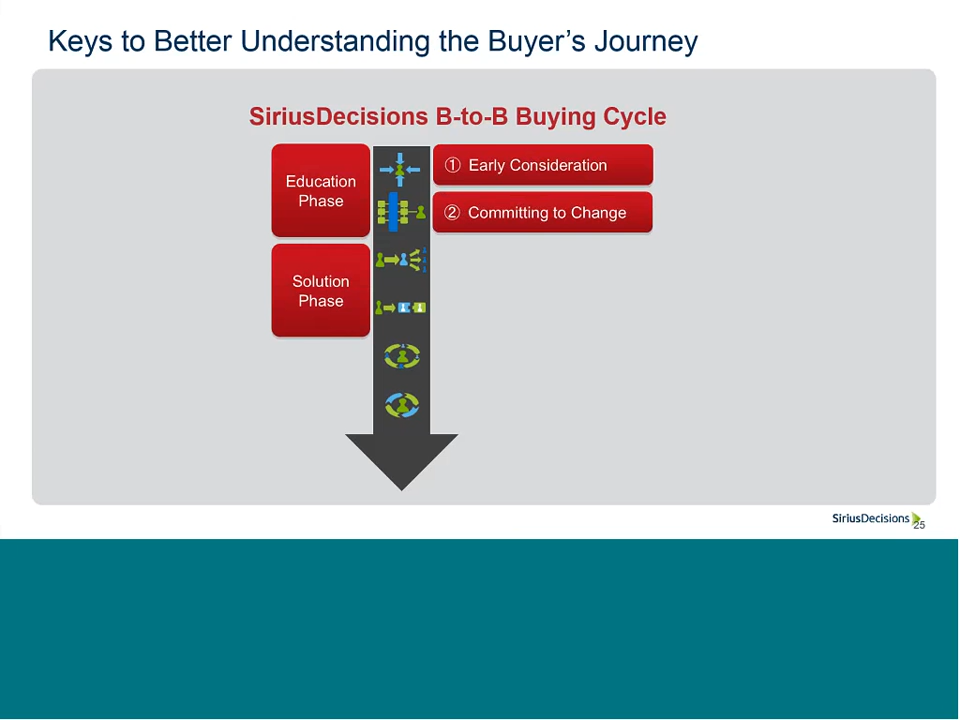 Keys to Better Understanding the Buyer's Journey
SiriusDecisions B-to-B Buying Cycle
Education
Phase
① Early Consideration
② Committing to Change
Solution
Phase
SiriusDecisions
25